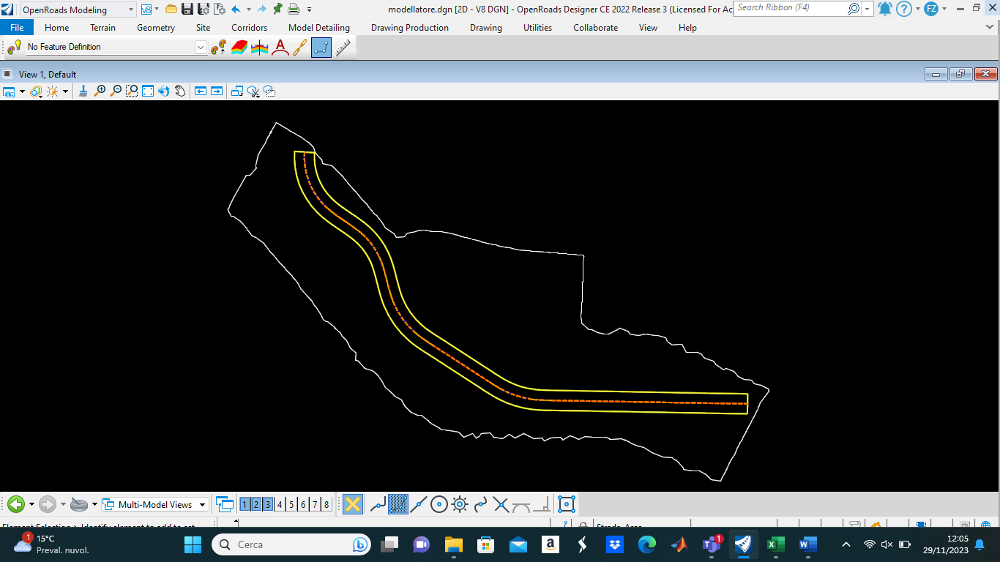 OpenRoads Modeling
modellatore.dgn [2D - V8 DGN] - OpenRoads Designer CE 2022 Release 3 (Licensed For Ac
Search Ribbon (F4)
FZ
File Home Terrain Geometry Site Corridors Model Detailing Drawing Production Drawing Utilities Collaborate View Help
No Feature Definition
View 1, Default
Multi-Model Views
1 2 3 4 5 6 7 8
Element Selection > Identify element to add to set
Strade_Asse
1
15°C
Preval. nuvol.
Cerca
1
12:05
29/11/2023